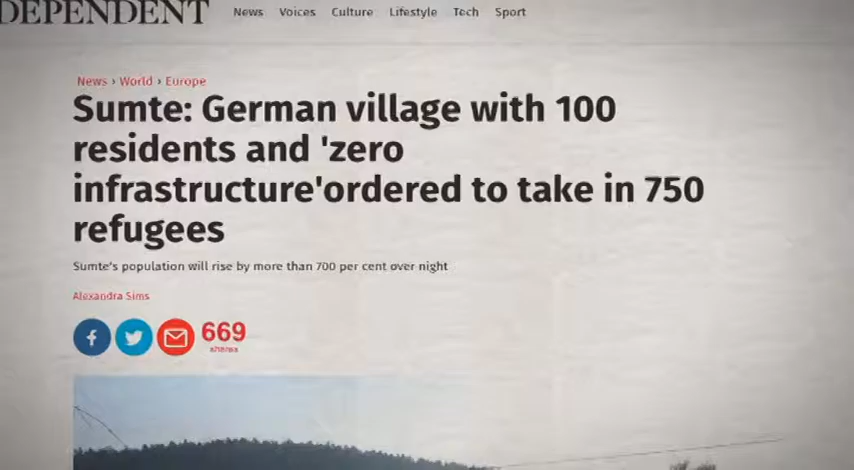 DEPENDENT
News Voices Culture Lifestyle Tech Sport
News › World › Europe
Sumte: German village with 100
residents and 'zero
infrastructure'ordered to take in 750
refugees
Sumte's population will rise by more than 700 per cent over night
Alexandra Sims
669